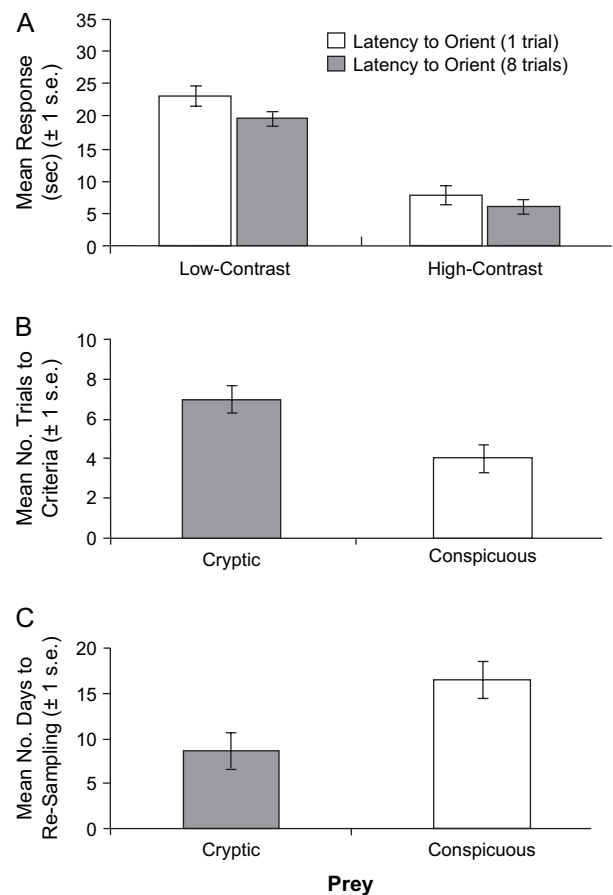 A
Mean Response
(sec) (± 1 s.e.)
35
30
25
20
15
10
5
0
Latency to Orient (1 trial)
Latency to Orient (8 trials)
Low-Contrast
High-Contrast
B
Mean No. Trials to
Criteria (± 1 s.e.)
10
8
6
4
2
0
Cryptic
Conspicuous
C
Mean No. Days to
Re-Sampling (± 1 s.e.)
20
15
10
5
0
Cryptic
Conspicuous
Prey